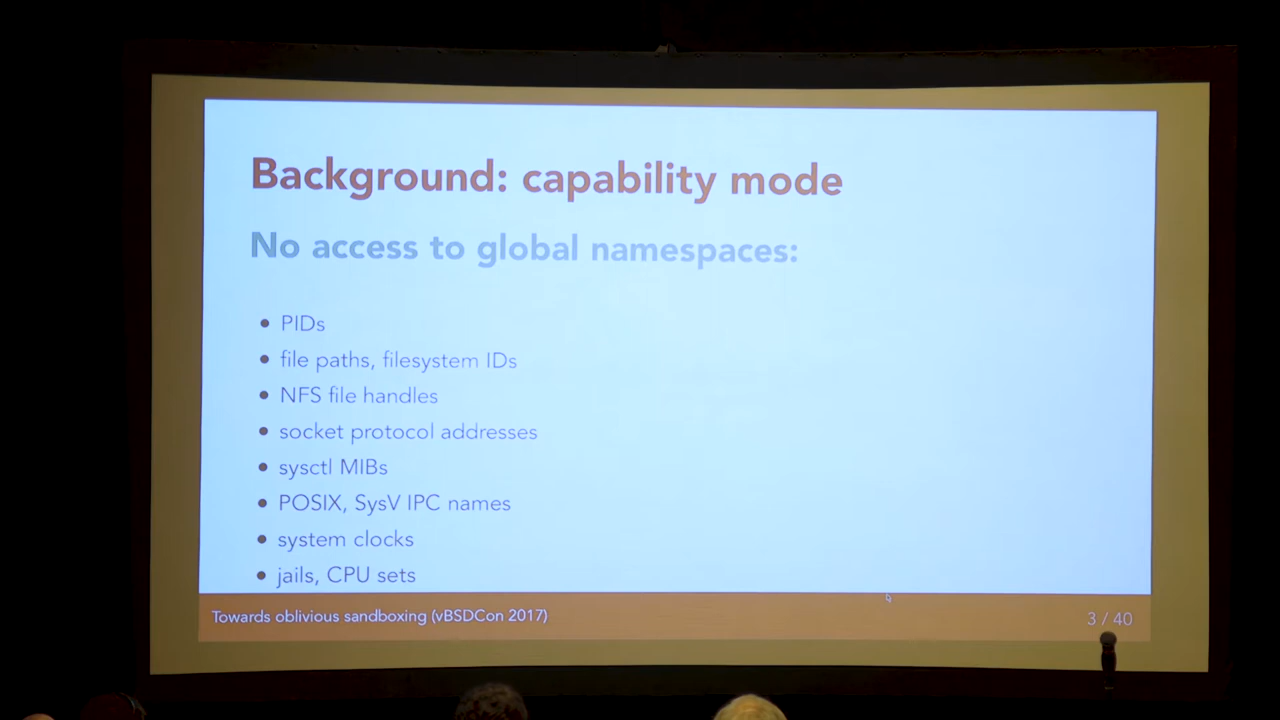 Background: capability mode
No access to global namespaces:
• PIDs
• file paths, filesystem IDs
• NFS file handles
• socket protocol addresses
• sysctl MIBs
• POSIX, SysV IPC names
• system clocks
• jails, CPU sets
Towards oblivious sandboxing (vBSDCon 2017)
3 / 40